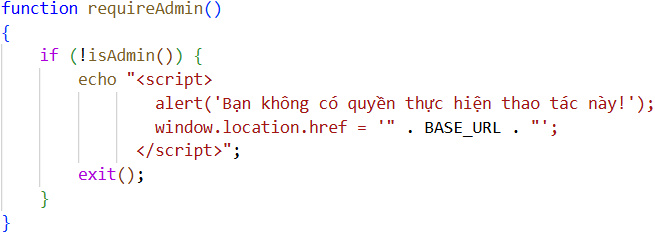 function requireAdmin()
{
    if (!isAdmin()) {
        echo "<script>
                alert('Bạn không có quyền thực hiện thao tác này!');
                window.location.href = '" . BASE_URL . "';
              </script>";
        exit();
    }
}